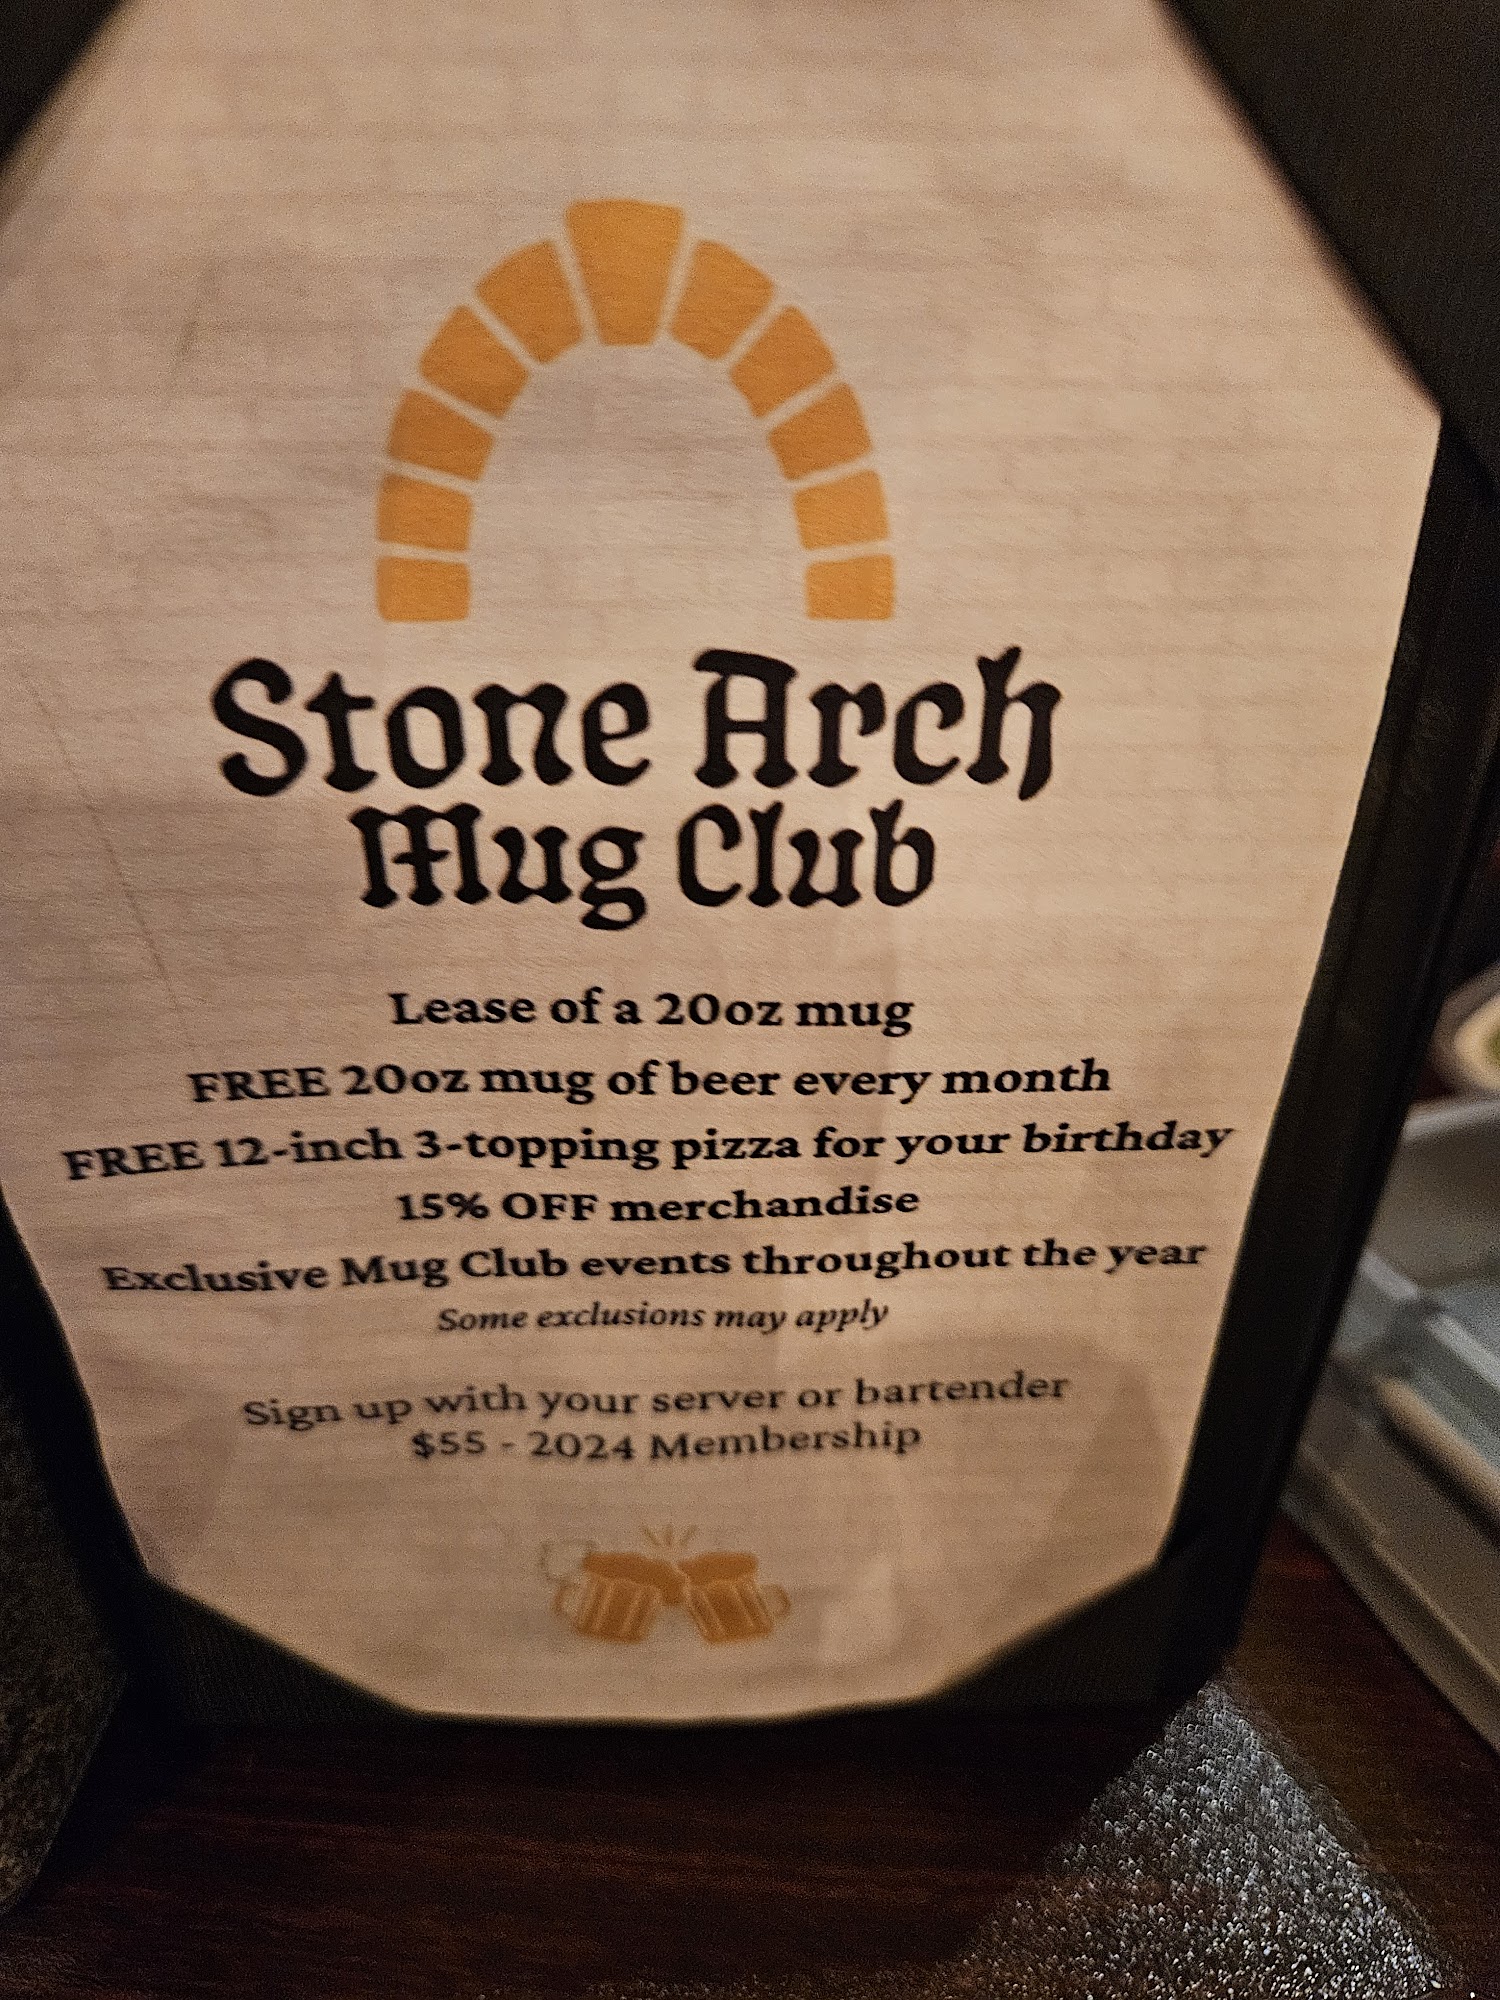 Stone Arch
Mug Club
Lease of a 20oz mug
FREE 20oz mug of beer every month
FREE 12-inch 3-topping pizza for your birthday
15% OFF merchandise
Exclusive Mug Club events throughout the year
Some exclusions may apply
Sign up with your server or bartender
$55 - 2024 Membership